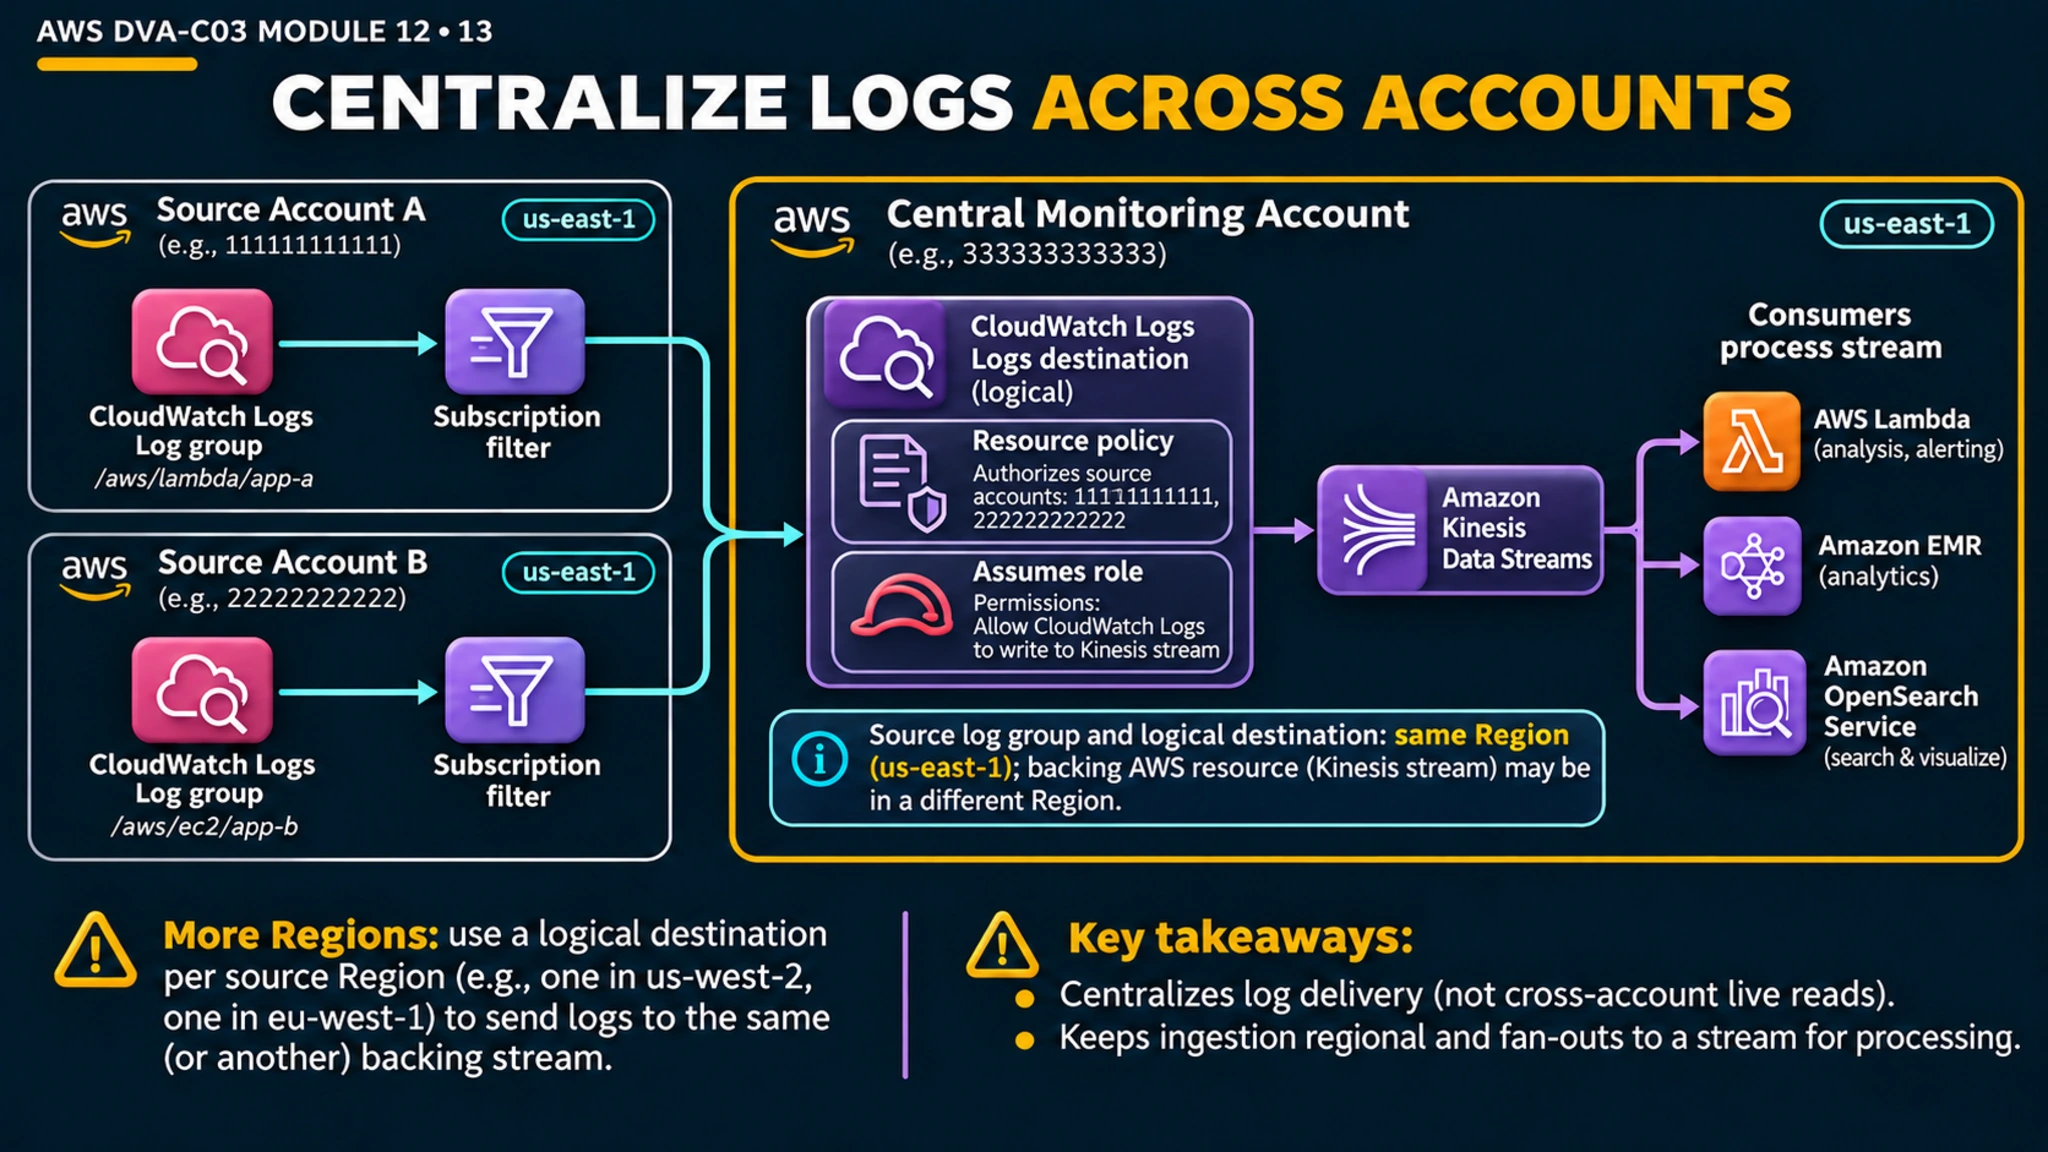 AWS DVA-C03 MODULE 12 • 13
CENTRALIZE LOGS ACROSS ACCOUNTS
aws
Source Account A
(e.g., 111111111111)
us-east-1
CloudWatch Logs
Log group
/aws/lambda/app-a
Subscription
filter
aws
Source Account B
(e.g., 22222222222)
us-east-1
CloudWatch Logs
Log group
/aws/ec2/app-b
Subscription
filter
aws
Central Monitoring Account
(e.g., 333333333333)
us-east-1
CloudWatch Logs
Logs destination
(logical)
Resource policy
Authorizes source
accounts: 11111111111,
222222222222
Assumes role
Permissions:
Allow CloudWatch Logs
to write to Kinesis stream
Amazon
Kinesis
Data Streams
Consumers
process stream
AWS Lambda
(analysis, alerting)
Amazon EMR
(analytics)
Amazon
OpenSearch
Service
(search & visualize)
Source log group and logical destination: same Region
(us-east-1); backing AWS resource (Kinesis stream) may be
in a different Region.
More Regions: use a logical destination
per source Region (e.g., one in us-west-2,
one in eu-west-1) to send logs to the same
(or another) backing stream.
Key takeaways:
Centralizes log delivery (not cross-account live reads).
Keeps ingestion regional and fan-outs to a stream for processing.